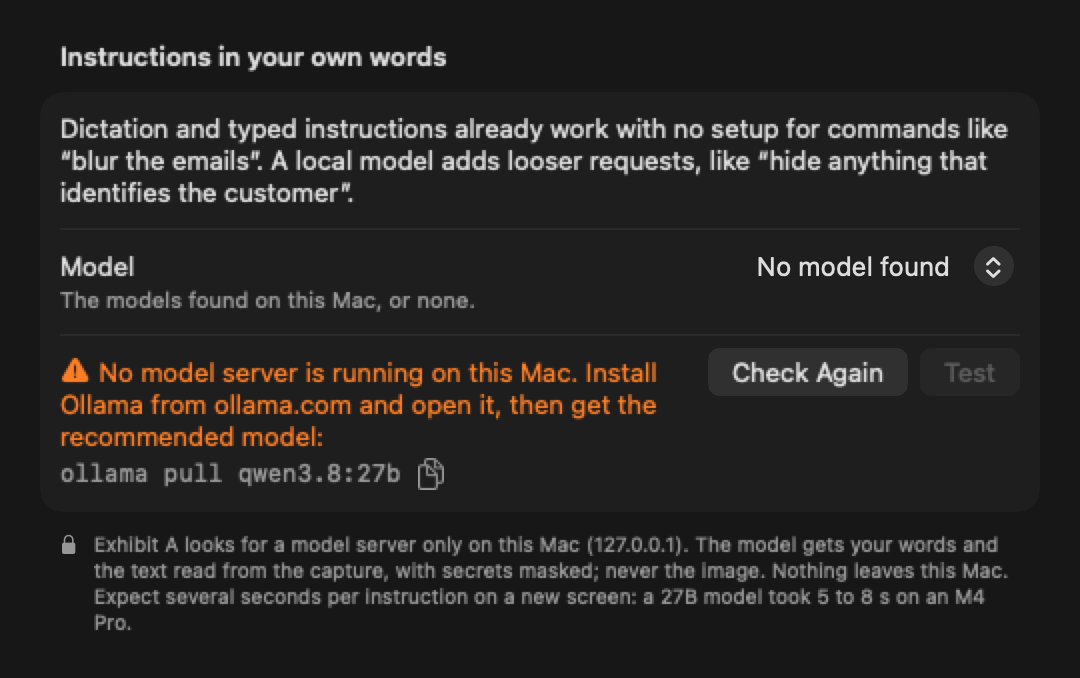 Instructions in your own words
Dictation and typed instructions already work with no setup for commands like
“blur the emails”. A local model adds looser requests, like “hide anything that
identifies the customer”.
Model
No model found
The models found on this Mac, or none.
No model server is running on this Mac. Install
Ollama from ollama.com and open it, then get the
recommended model:
Check Again
Test
ollama pull qwen3.8:27b
Exhibit A looks for a model server only on this Mac (127.0.0.1). The model gets your words and
the text read from the capture, with secrets masked; never the image. Nothing leaves this Mac.
Expect several seconds per instruction on a new screen: a 27B model took 5 to 8 s on an M4
Pro.